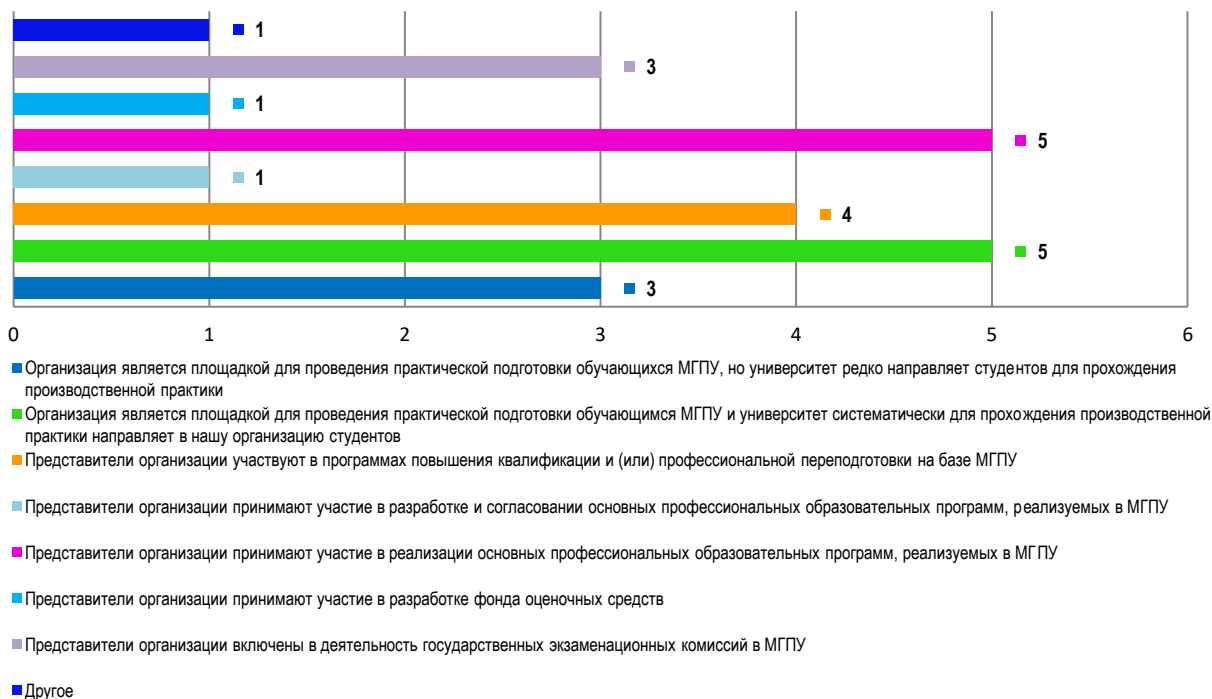 1
3
1
5
1
4
5
3
0 1 2 3 4 5 6
Организация является площадкой для проведения практической подготовки обучающихся МГПУ, но университет редко направляет студентов для прохождения
производственной практики
Организация является площадкой для проведения практической подготовки обучающимся МГПУ и университет систематически для прохождения производственной
практики направляет в нашу организацию студентов
Представители организации участвуют в программах повышения квалификации и (или) профессиональной переподготовки на базе МГПУ
Представители организации принимают участие в разработке и согласовании основных профессиональных образовательных программ, реализуемых в МГПУ
Представители организации принимают участие в реализации основных профессиональных образовательных программ, реализуемых в МГПУ
Представители организации принимают участие в разработке фонда оценочных средств
Представители организации включены в деятельность государственных экзаменационных комиссий в МГПУ
Другое